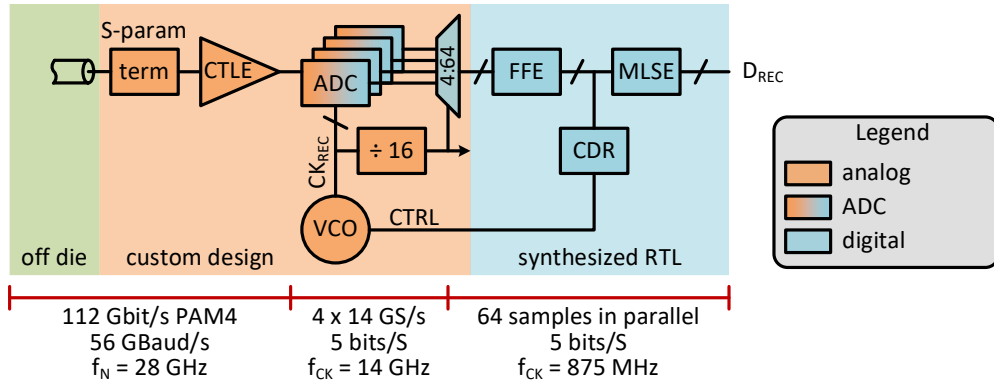 S-param
term
CTLE
ADC
4:64
FFE
MLSE
D_REC
CK_REC
÷ 16
CDR
VCO
CTRL
off die
custom design
synthesized RTL
Legend
analog
ADC
digital
112 Gbit/s PAM4
56 GBaud/s
f_N = 28 GHz
4 x 14 GS/s
5 bits/S
f_CK = 14 GHz
64 samples in parallel
5 bits/S
f_CK = 875 MHz